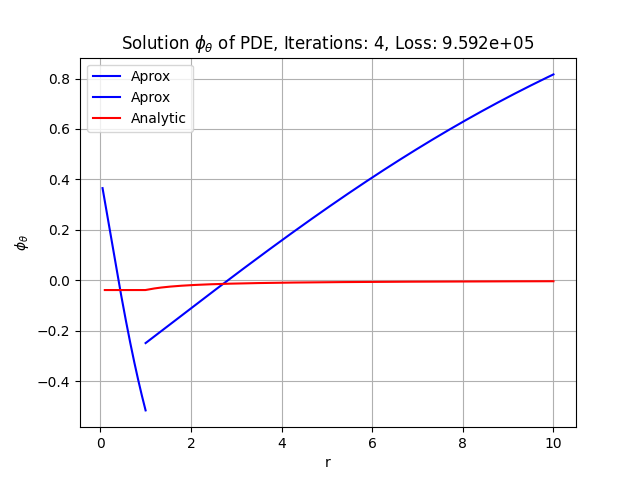 Solution ϕθ of PDE, Iterations: 4, Loss: 9.592e+05
Aprox
Aprox
Analytic
0.8
0.6
0.4
0.2
0.0
−0.2
−0.4
ϕθ
0 2 4 6 8 10
r